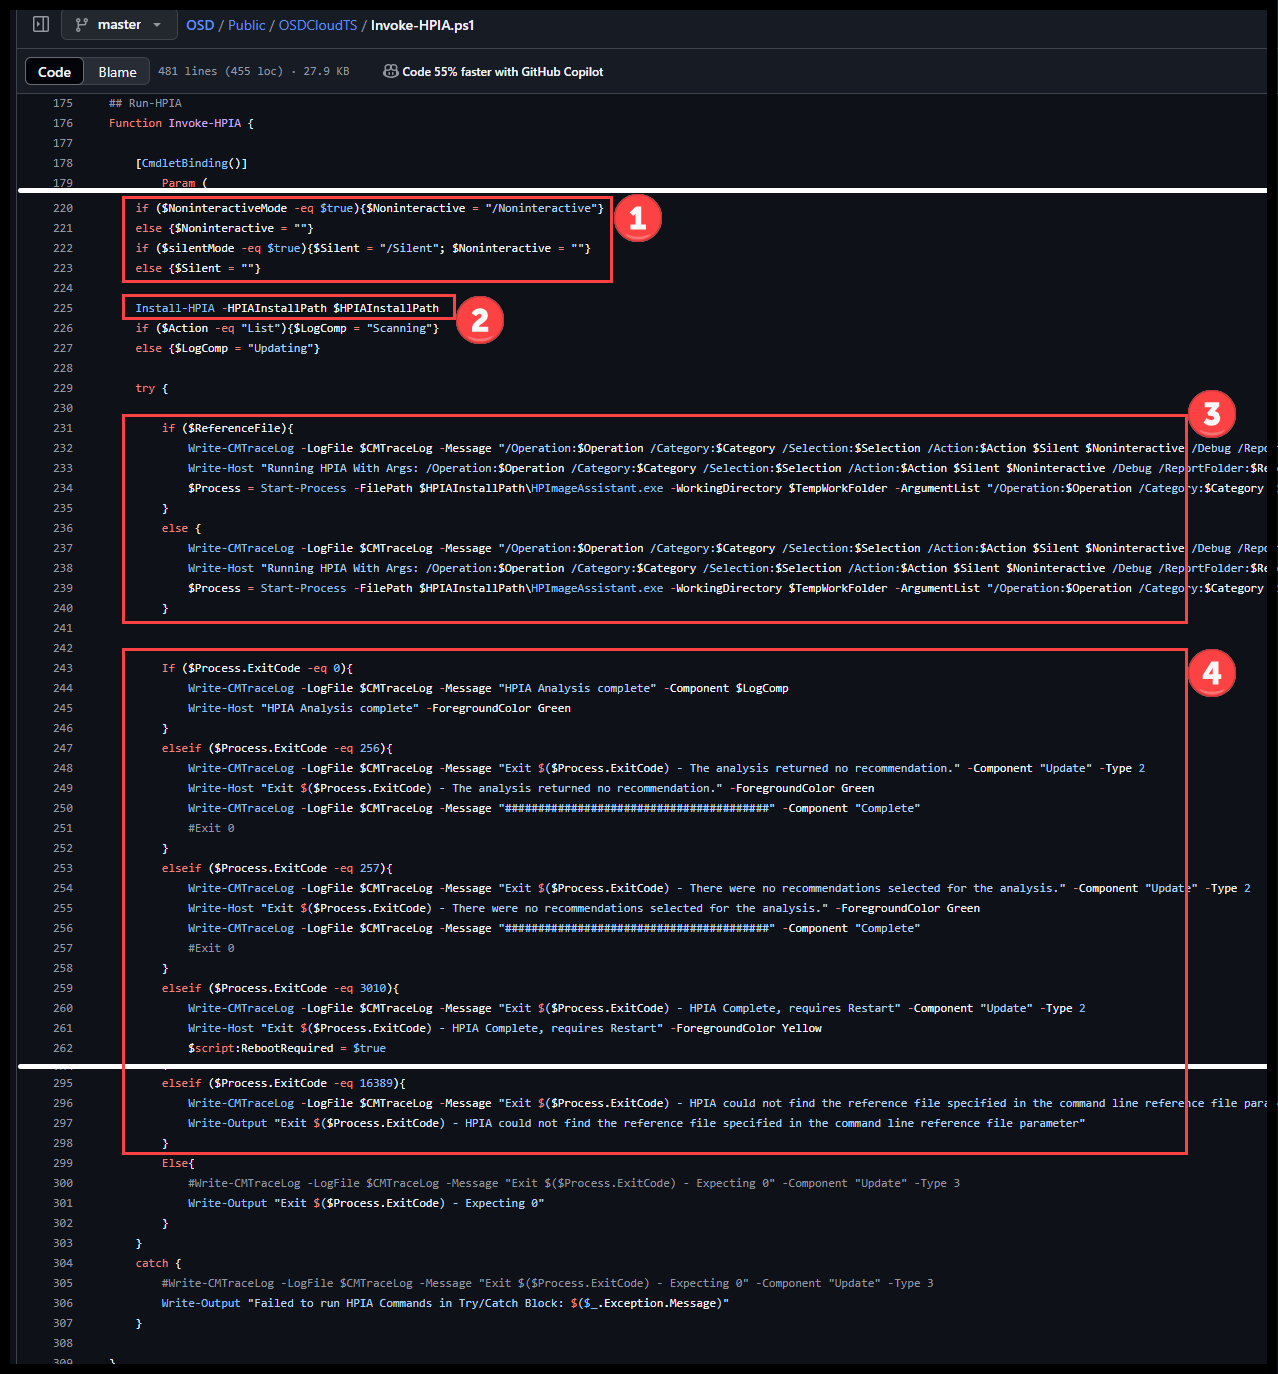 master OSD / Public / OSDCloudTS / Invoke-HPIA.ps1
Code Blame 481 lines (455 loc) · 27.9 KB Code 55% faster with GitHub Copilot
175 ## Run-HPIA
176 Function Invoke-HPIA {
177
178 [CmdletBinding()]
179 Param (
220 if ($NoninteractiveMode -eq $true){$Noninteractive = "/Noninteractive"}
1
221 else {$Noninteractive = ""}
222 if ($silentMode -eq $true){$Silent = "/Silent"; $Noninteractive = ""}
223 else {$Silent = ""}
224
225 Install-HPIA -HPIAInstallPath $HPIAInstallPath
2
226 if ($Action -eq "List"){$LogComp = "Scanning"}
227 else {$LogComp = "Updating"}
228
229 try {
230
3
231 if ($ReferenceFile){
232 Write-CMTraceLog -LogFile $CMTraceLog -Message "/Operation:$Operation /Category:$Category /Selection:$Selection /Action:$Action $Silent $Noninteractive /Debug /Repo
233 Write-Host "Running HPIA With Args: /Operation:$Operation /Category:$Category /Selection:$Selection /Action:$Action $Silent $Noninteractive /Debug /ReportFolder:$Re
234 $Process = Start-Process -FilePath $HPIAInstallPath\HPImageAssistant.exe -WorkingDirectory $TempWorkFolder -ArgumentList "/Operation:$Operation /Category:$Category
235 }
236 else {
237 Write-CMTraceLog -LogFile $CMTraceLog -Message "/Operation:$Operation /Category:$Category /Selection:$Selection /Action:$Action $Silent $Noninteractive /Debug /Repo
238 Write-Host "Running HPIA With Args: /Operation:$Operation /Category:$Category /Selection:$Selection /Action:$Action $Silent $Noninteractive /Debug /ReportFolder:$Re
239 $Process = Start-Process -FilePath $HPIAInstallPath\HPImageAssistant.exe -WorkingDirectory $TempWorkFolder -ArgumentList "/Operation:$Operation /Category:$Category
240 }
241
242
243 If ($Process.ExitCode -eq 0){
4
244 Write-CMTraceLog -LogFile $CMTraceLog -Message "HPIA Analysis complete" -Component $LogComp
245 Write-Host "HPIA Analysis complete" -ForegroundColor Green
246 }
247 elseif ($Process.ExitCode -eq 256){
248 Write-CMTraceLog -LogFile $CMTraceLog -Message "Exit $($Process.ExitCode) - The analysis returned no recommendation." -Component "Update" -Type 2
249 Write-Host "Exit $($Process.ExitCode) - The analysis returned no recommendation." -ForegroundColor Green
250 Write-CMTraceLog -LogFile $CMTraceLog -Message "########################################" -Component "Complete"
251 #Exit 0
252 }
253 elseif ($Process.ExitCode -eq 257){
254 Write-CMTraceLog -LogFile $CMTraceLog -Message "Exit $($Process.ExitCode) - There were no recommendations selected for the analysis." -Component "Update" -Type 2
255 Write-Host "Exit $($Process.ExitCode) - There were no recommendations selected for the analysis." -ForegroundColor Green
256 Write-CMTraceLog -LogFile $CMTraceLog -Message "########################################" -Component "Complete"
257 #Exit 0
258 }
259 elseif ($Process.ExitCode -eq 3010){
260 Write-CMTraceLog -LogFile $CMTraceLog -Message "Exit $($Process.ExitCode) - HPIA Complete, requires Restart" -Component "Update" -Type 2
261 Write-Host "Exit $($Process.ExitCode) - HPIA Complete, requires Restart" -ForegroundColor Yellow
262 $script:RebootRequired = $true
295 elseif ($Process.ExitCode -eq 16389){
296 Write-CMTraceLog -LogFile $CMTraceLog -Message "Exit $($Process.ExitCode) - HPIA could not find the reference file specified in the command line reference file para
297 Write-Output "Exit $($Process.ExitCode) - HPIA could not find the reference file specified in the command line reference file parameter"
298 }
299 Else{
300 #Write-CMTraceLog -LogFile $CMTraceLog -Message "Exit $($Process.ExitCode) - Expecting 0" -Component "Update" -Type 3
301 Write-Output "Exit $($Process.ExitCode) - Expecting 0"
302 }
303 }
304 catch {
305 #Write-CMTraceLog -LogFile $CMTraceLog -Message "Exit $($Process.ExitCode) - Expecting 0" -Component "Update" -Type 3
306 Write-Output "Failed to run HPIA Commands in Try/Catch Block: $($_.Exception.Message)"
307 }
308
309 }